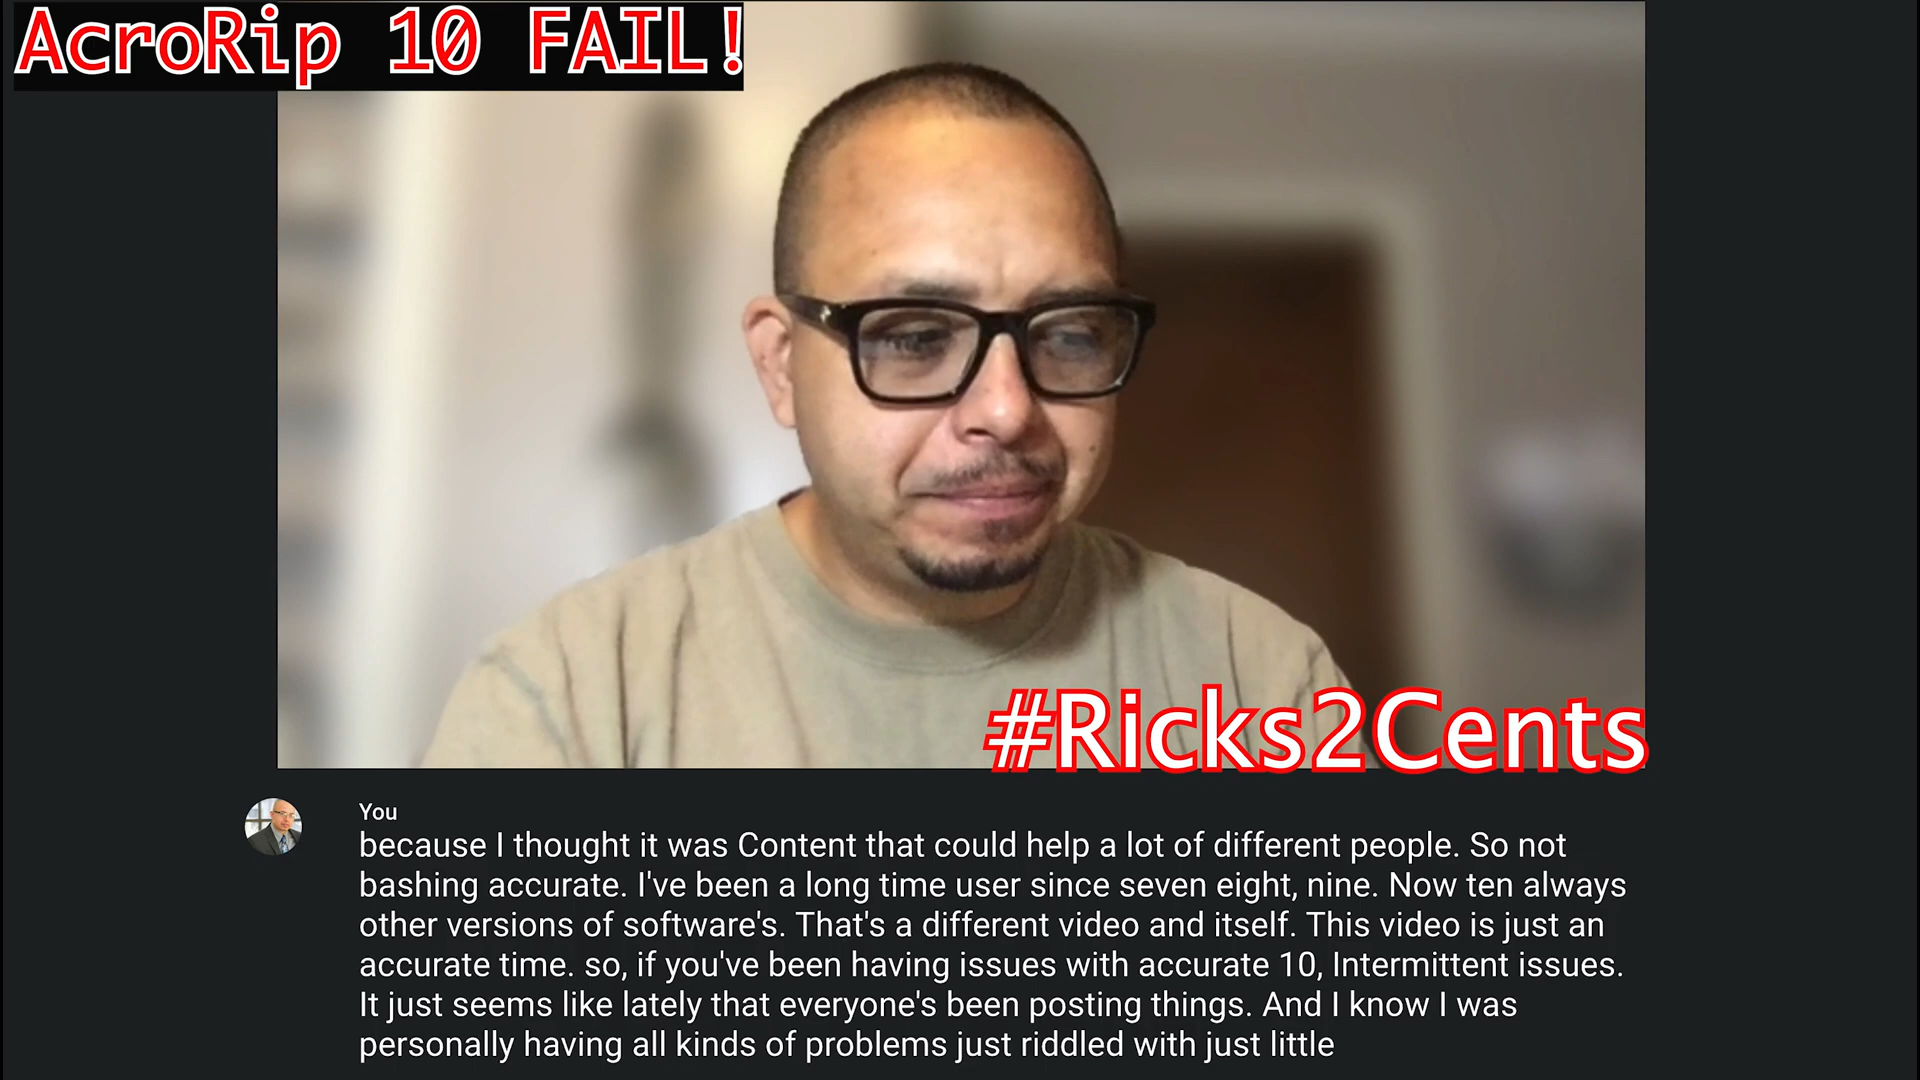 AcroRip 10 FAIL!
#Ricks2Cents
You
because I thought it was Content that could help a lot of different people. So not
bashing accurate. I've been a long time user since seven eight, nine. Now ten always
other versions of software's. That's a different video and itself. This video is just an
accurate time. so, if you've been having issues with accurate 10, Intermittent issues.
It just seems like lately that everyone's been posting things. And I know I was
personally having all kinds of problems just riddled with just little